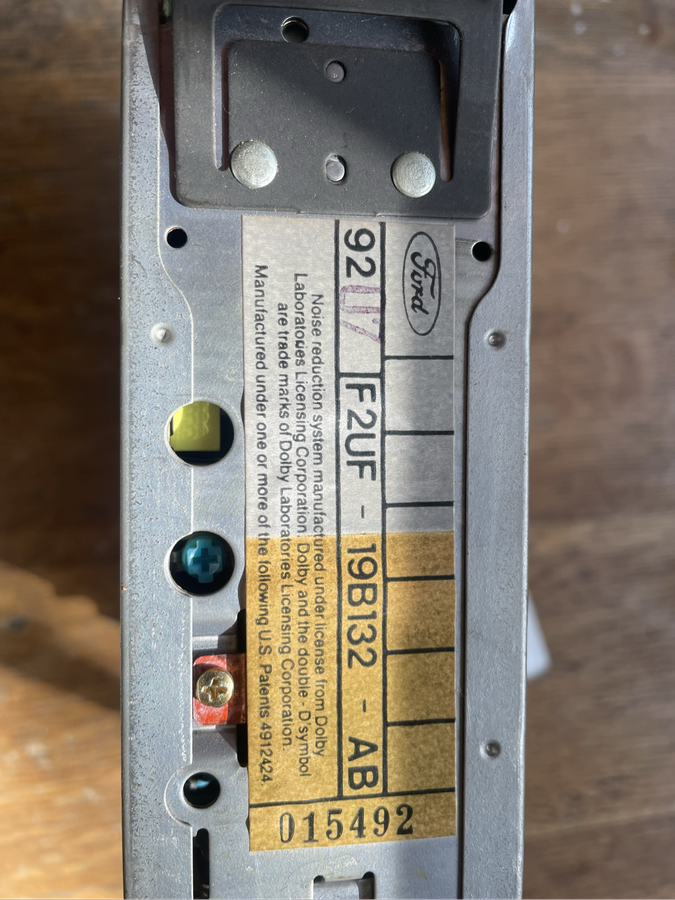 Ford
92 07 F2UF - 19B132 - AB
Noise reduction system manufactured under license from Dolby
Laboratories Licensing Corporation Dolby and the double - D'symbol
are trade marks of Dolby Laboratories Licensing Corporation.
Manufactured under one or more of the following U.S. Patents 4912424,
015492